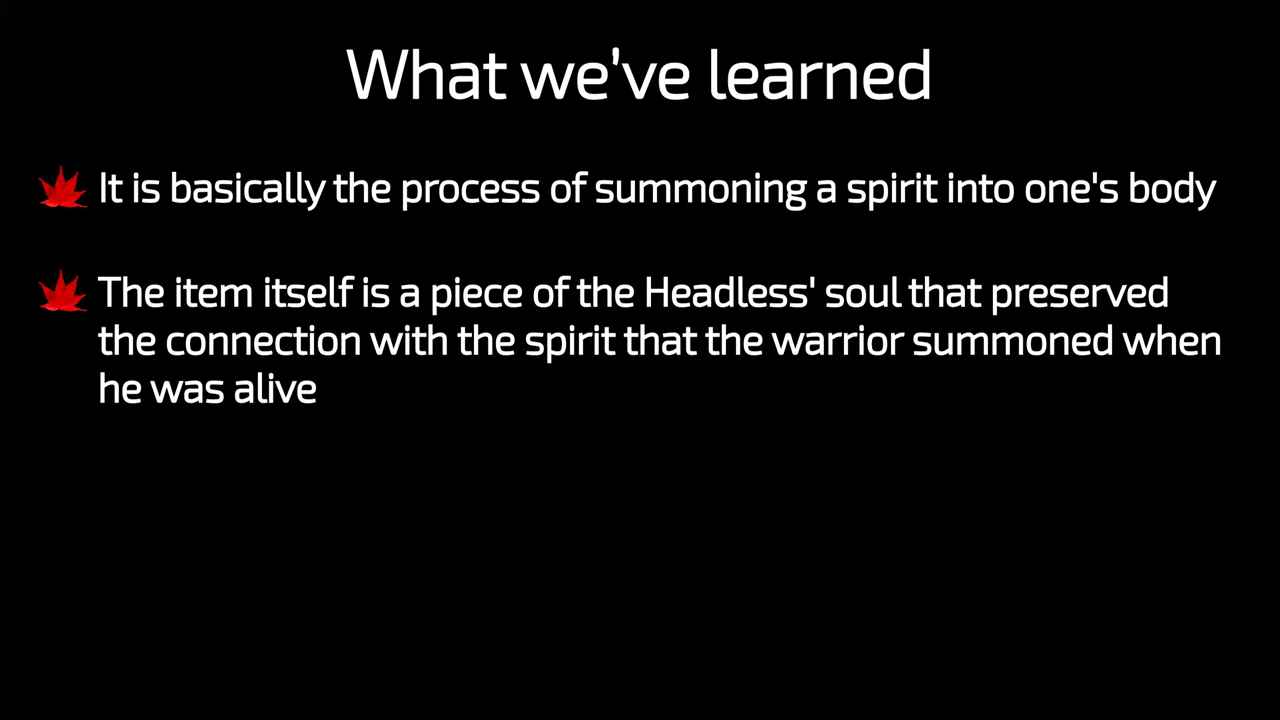 What we've learned
It is basically the process of summoning a spirit into one's body
The item itself is a piece of the Headless' soul that preserved
the connection with the spirit that the warrior summoned when
he was alive